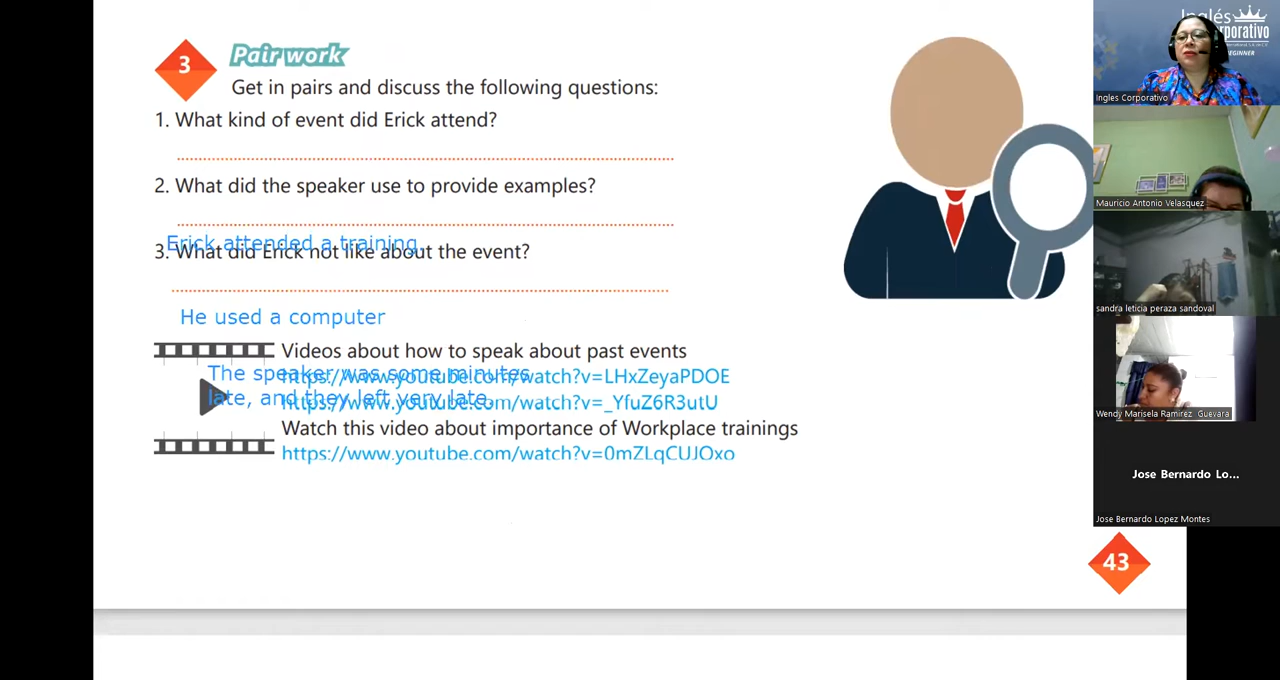 3
Pair work
Get in pairs and discuss the following questions:
1. What kind of event did Erick attend?
2. What did the speaker use to provide examples?
Erick attended a training.
3. What did Erick not like about the event?
He used a computer
Videos about how to speak about past events
The speaker was some minutes
https://www.youtube.com/watch?v=LHxZeyaPDOE
late, and they left very late.
https://www.youtube.com/watch?v=_YfuZ6R3utU
Watch this video about importance of Workplace trainings
https://www.youtube.com/watch?v=0mZLqCUJOxo
43
Inglés
Corporativo
BEGINNER
Ingles Corporativo
Mauricio Antonio Velasquez
sandra leticia peraza sandoval
Wendy Marisela Ramirez Guevara
Jose Bernardo Lo...
Jose Bernardo Lopez Montes